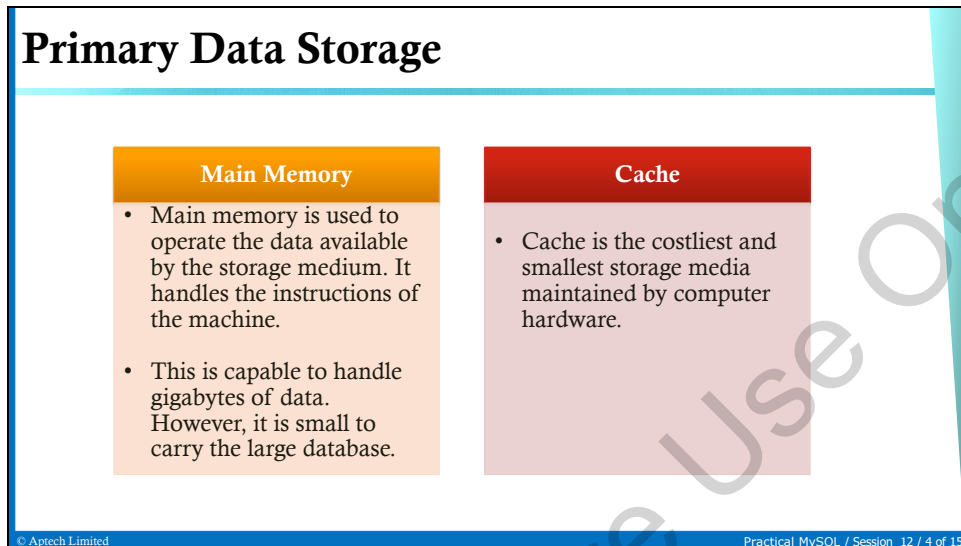 Primary Data Storage
Main Memory
• Main memory is used to
operate the data available
by the storage medium. It
handles the instructions of
the machine.
• This is capable to handle
gigabytes of data.
However, it is small to
carry the large database.
Cache
• Cache is the costliest and
smallest storage media
maintained by computer
hardware.
Use
© Aptech Limited
Practical MySQL / Session 12 / 4 of 15